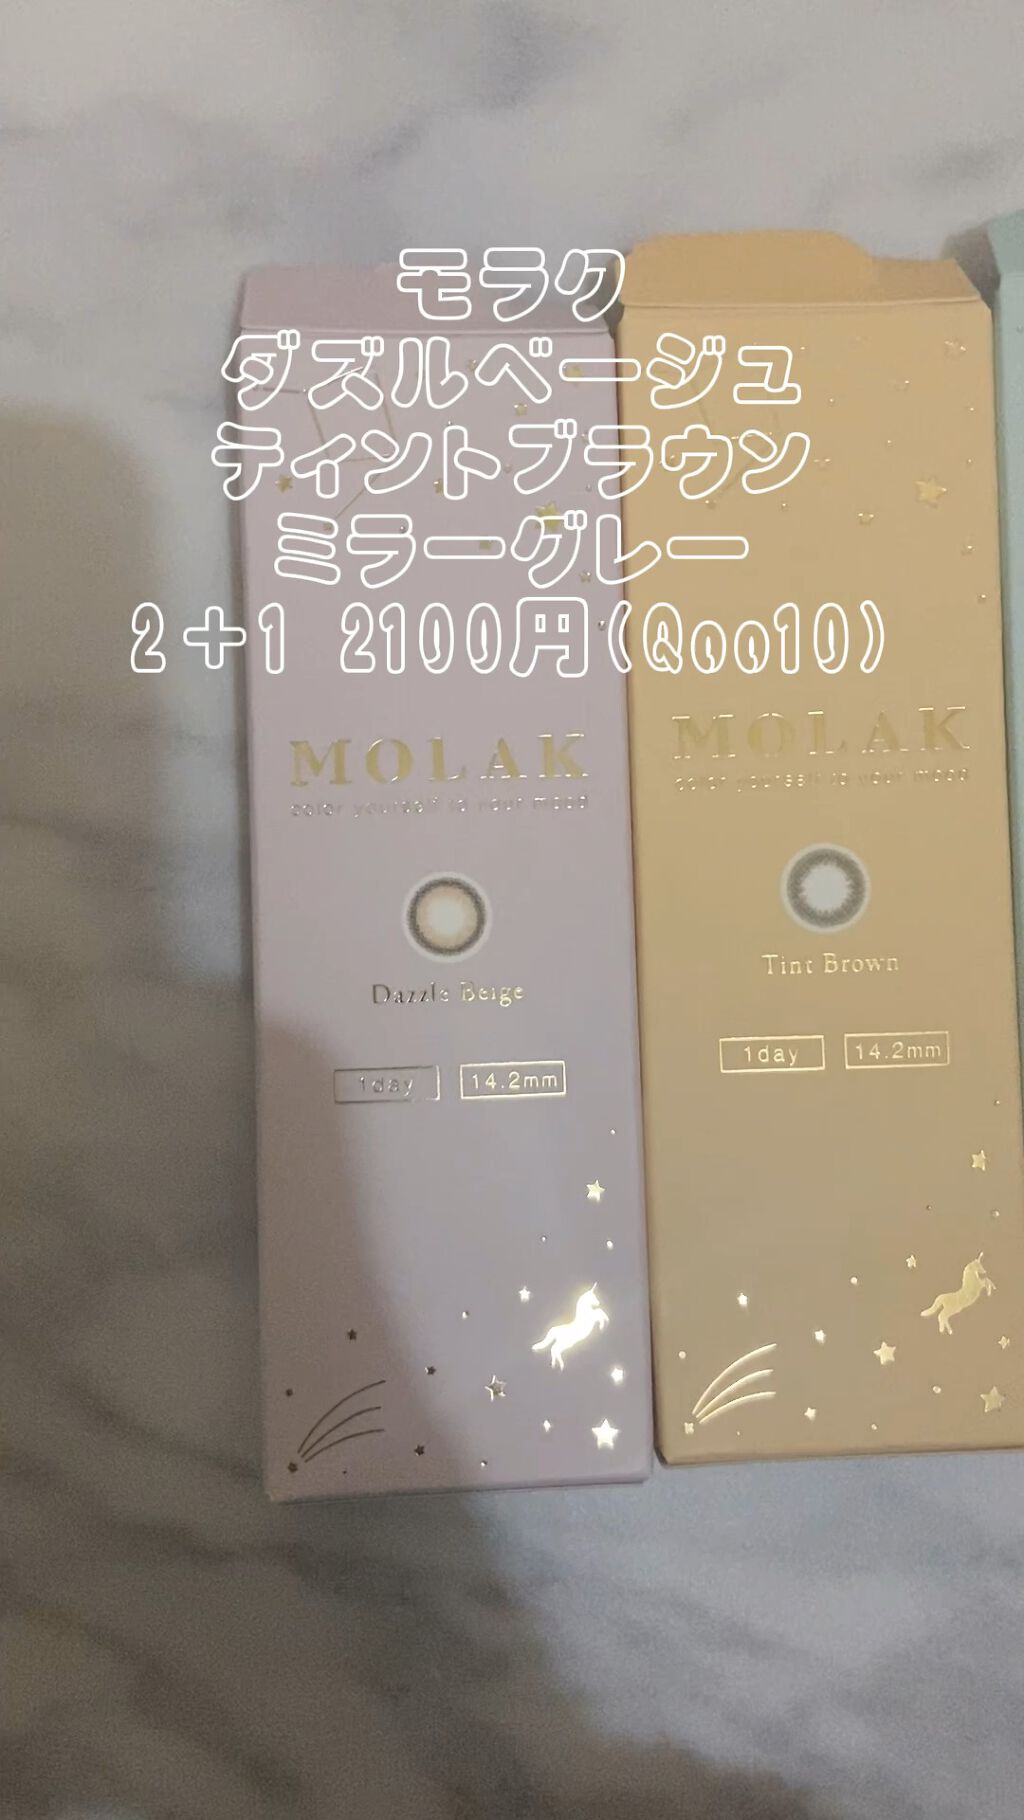 モラク
ダズルベージュ
ティントブラウン
ミラーグレー
2+1 2100円(Qoo10)
MOLAK
color yourself to your mood
Dazzle Beige
1day 14.2mm
MOLAK
color yourself to your mood
Tint Brown
1day 14.2mm